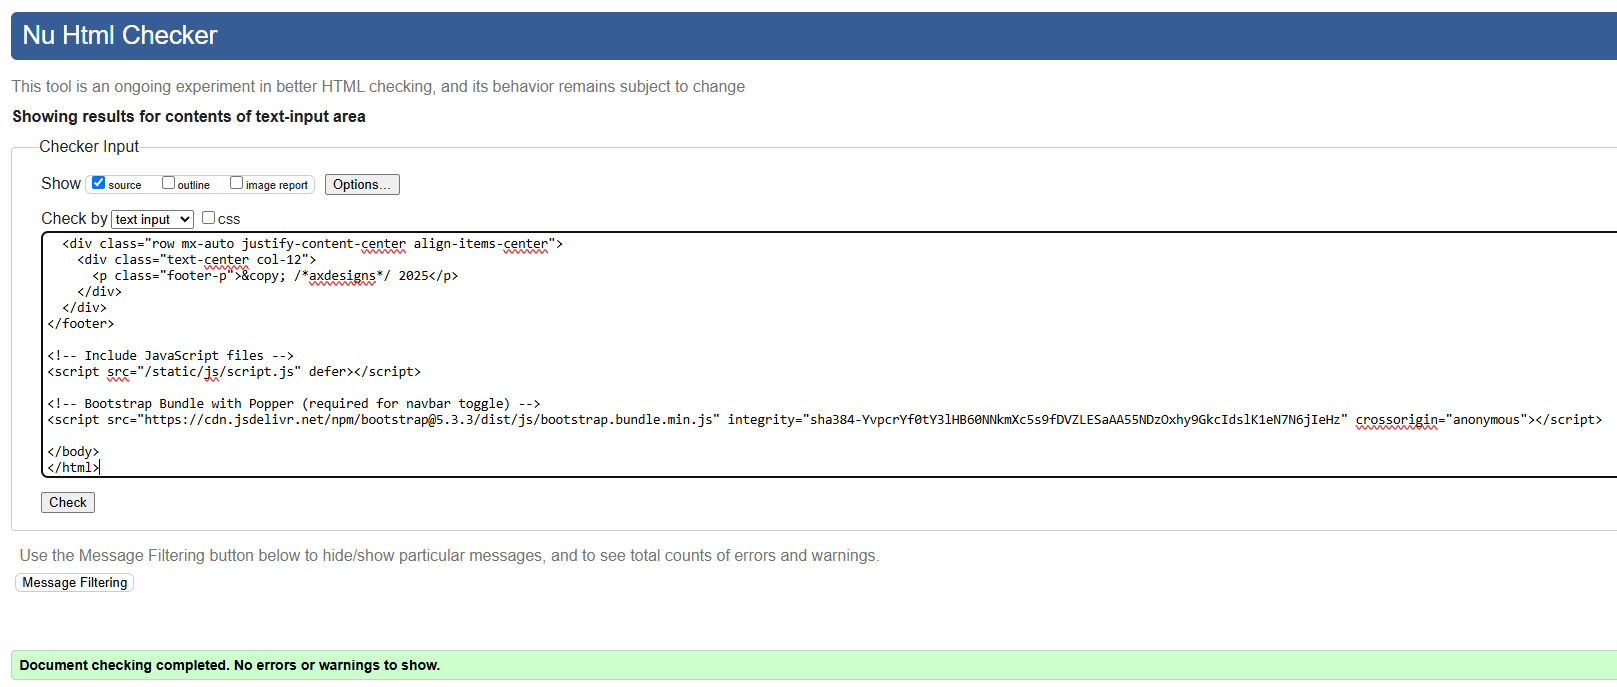 Nu Html Checker
This tool is an ongoing experiment in better HTML checking, and its behavior remains subject to change
Showing results for contents of text-input area
Checker Input
Show source outline image report Options...
Check by text input css
<div class="row mx-auto justify-content-center align-items-center">
<div class="text-center col-12">
<p class="footer-p">&copy; /*axdesigns*/ 2025</p>
</div>
</div>
</footer>
<!-- Include JavaScript files -->
<script src="/static/js/script.js" defer></script>
<!-- Bootstrap Bundle with Popper (required for navbar toggle) -->
<script src="https://cdn.jsdelivr.net/npm/bootstrap@5.3.3/dist/js/bootstrap.bundle.min.js" integrity="sha384-YvpcrYf0tY3lHB60NNkmXc5s9fDVZLESaAA55NDzOxhy9GkcIdslK1eN7N6jIeHz" crossorigin="anonymous"></script>
</body>
</html>
Check
Use the Message Filtering button below to hide/show particular messages, and to see total counts of errors and warnings.
Message Filtering
Document checking completed. No errors or warnings to show.